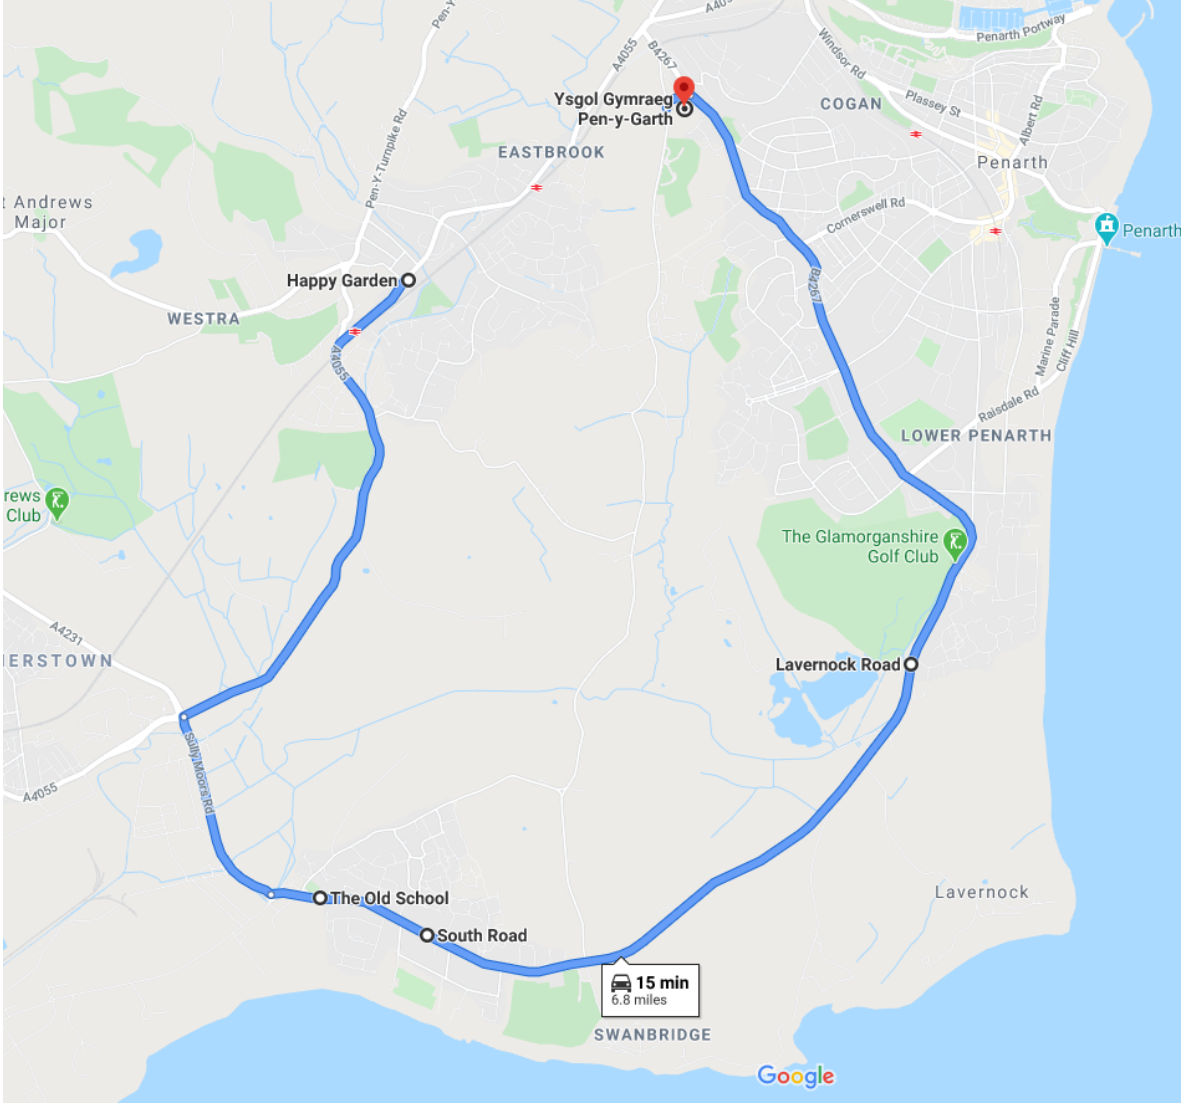 Pen-Y
A4055
A405
B4267
Windsor Rd
Penarth Portway
Ysgol Gymraeg
Pen-y-Garth
COGAN
Plassey St
Albert Rd
EASTBROOK
Pen-Y-Turnpike Rd
Penarth
t Andrews
Major
Cornerswell Rd
Penarth
Happy Garden
B4267
WESTRA
Marine Parade
Cliff Hill
A4055
Raisdale Rd
LOWER PENARTH
rews
Club
The Glamorganshire
Golf Club
A4231
IERSTOWN
Lavernock Road
Sully Moors Rd
A4055
Lavernock
The Old School
South Road
15 min
6.8 miles
SWANBRIDGE
Google